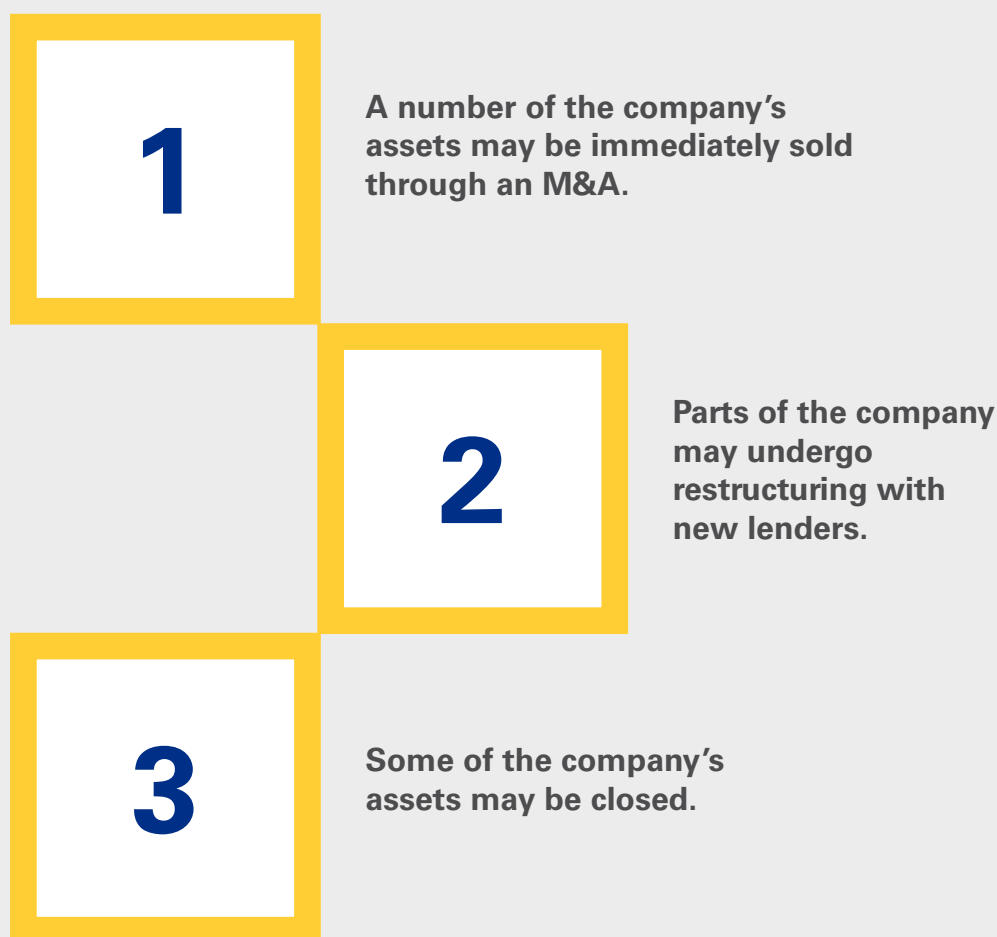 1
A number of the company’s
assets may be immediately sold
through an M&A.
2
Parts of the company
may undergo
restructuring with
new lenders.
3
Some of the company’s
assets may be closed.